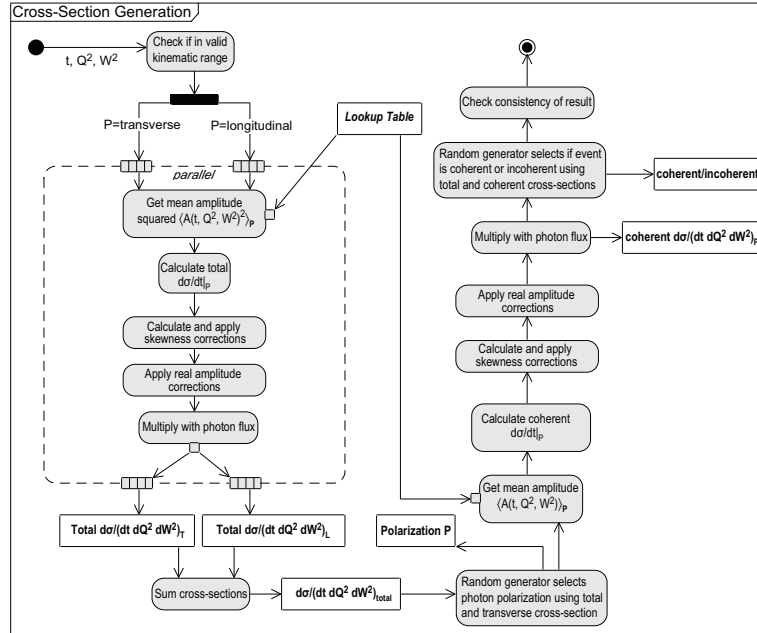 Cross-Section Generation
t, Q², W²
Check if in valid
kinematic range
P=transverse
P=longitudinal
Lookup Table
parallel
Get mean amplitude
squared ⟨A(t, Q², W²)²⟩P
Calculate total
dσ/dt|P
Calculate and apply
skewness corrections
Apply real amplitude
corrections
Multiply with photon flux
Total dσ/(dt dQ² dW²)T
Total dσ/(dt dQ² dW²)L
Sum cross-sections
dσ/(dt dQ² dW²)total
Random generator selects
photon polarization using total
and transverse cross-section
Polarization P
Get mean amplitude
⟨A(t, Q², W²)⟩P
Calculate coherent
dσ/dt|P
Calculate and apply
skewness corrections
Apply real amplitude
corrections
Multiply with photon flux
coherent dσ/(dt dQ² dW²)P
Random generator selects if event
is coherent or incoherent using
total and coherent cross-sections
coherent/incoherent
Check consistency of result